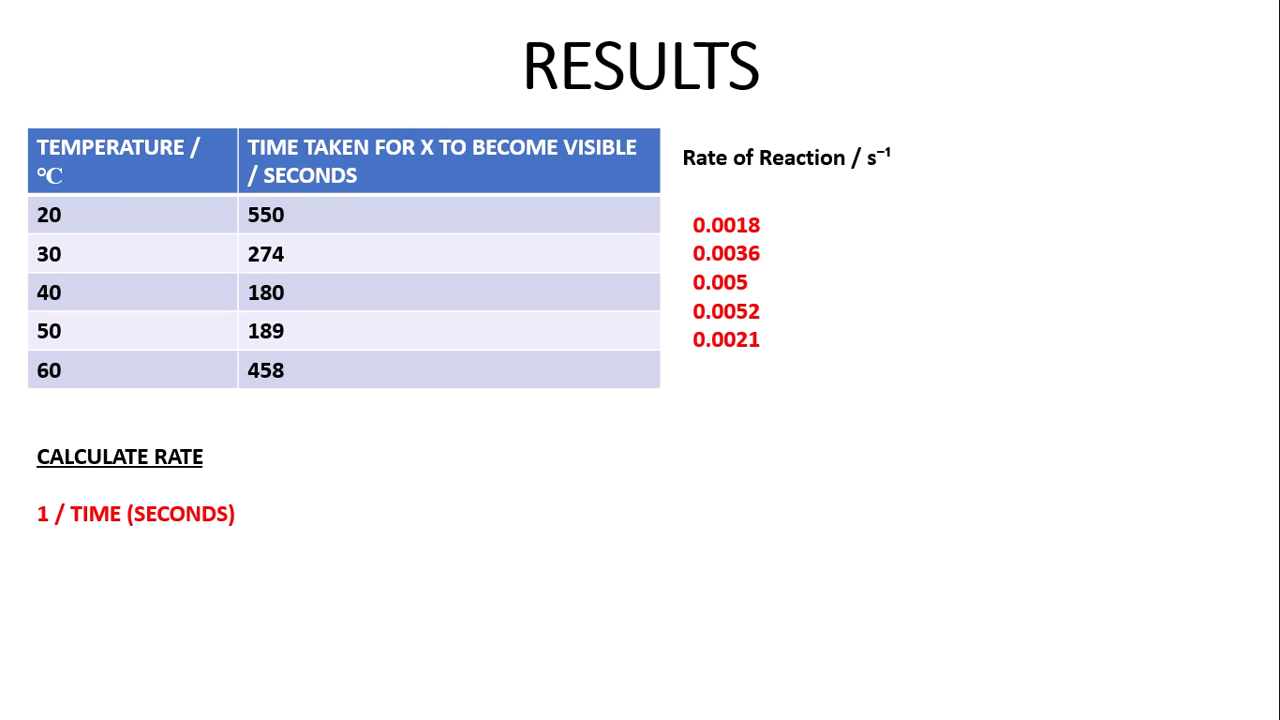 RESULTS
TEMPERATURE / TIME TAKEN FOR X TO BECOME VISIBLE
°C / SECONDS
Rate of Reaction / s⁻¹
20 550
0.0018
30 274
0.0036
40 180
0.005
50 189
0.0052
60 458
0.0021
CALCULATE RATE
1 / TIME (SECONDS)